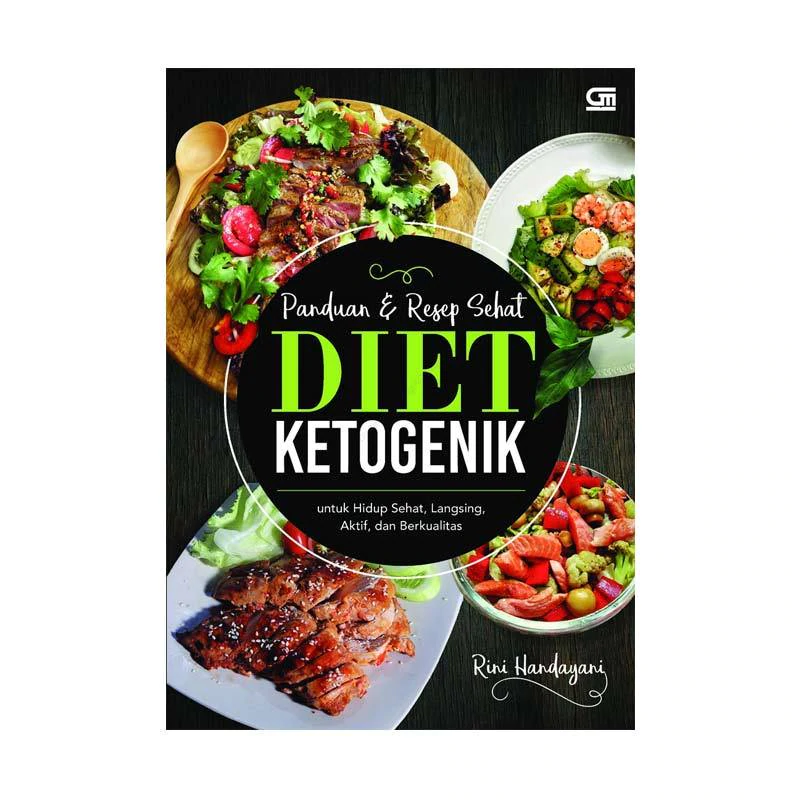 GM
Panduan & Resep Sehat
DIET
KETOGENIK
untuk Hidup Sehat, Langsing,
Aktif, dan Berkualitas
Rini Handayani